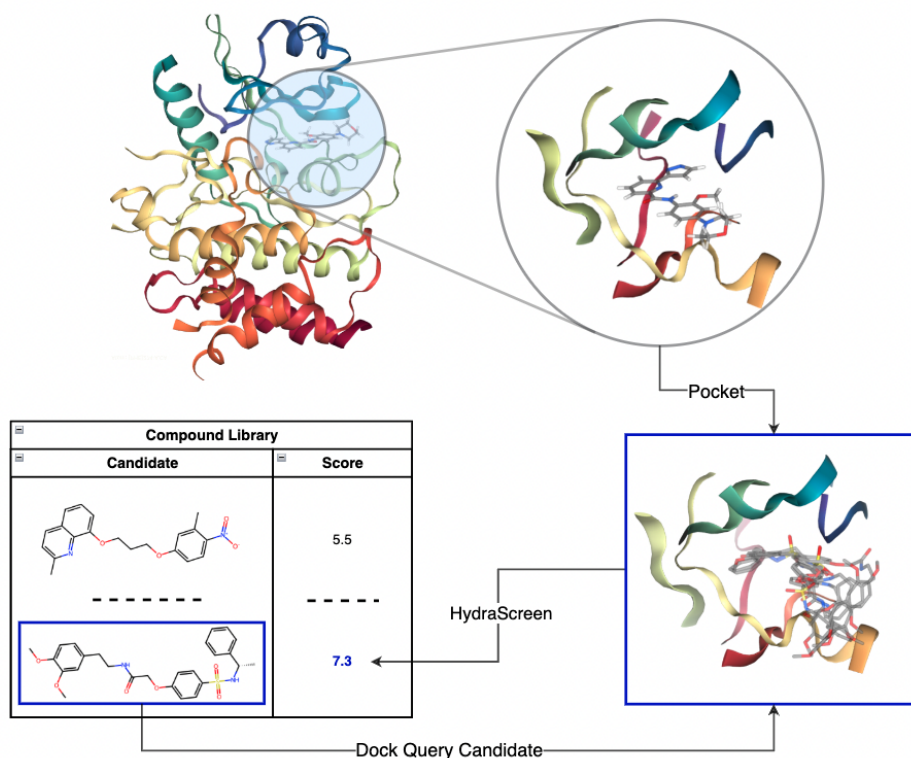 Pocket
Compound Library
Candidate
Score
5.5
HydraScreen
7.3
Dock Query Candidate